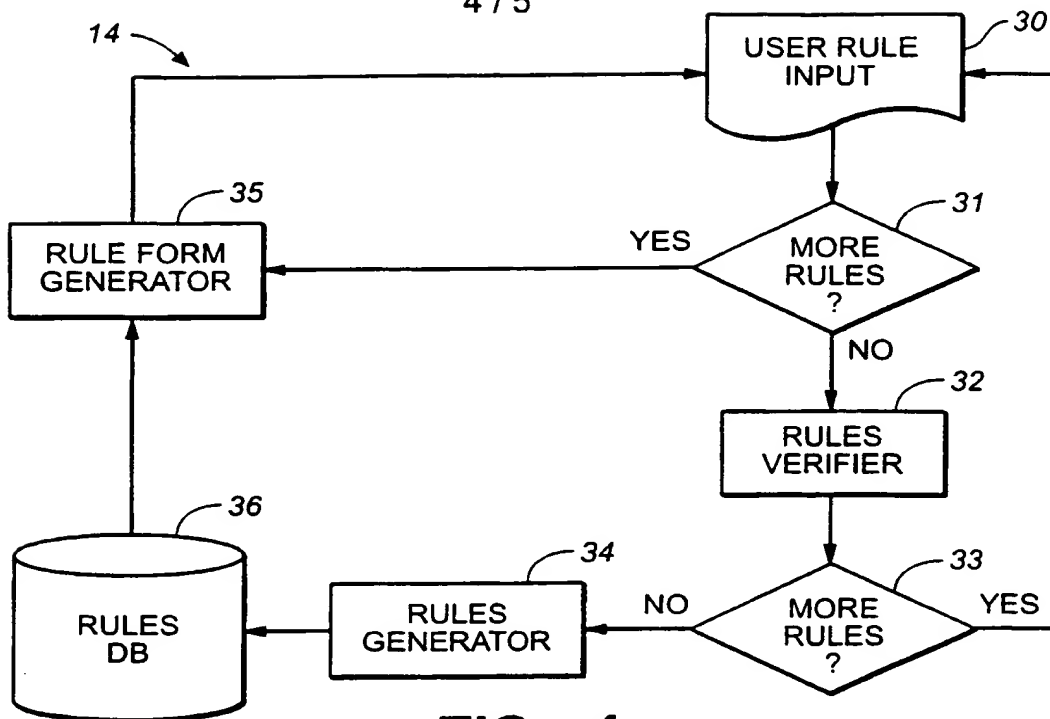 4 / 5
14
30
USER RULE
INPUT
35
31
RULE FORM
GENERATOR
YES
MORE
RULES
?
NO
32
RULES
VERIFIER
36
34
33
RULES
DB
RULES
GENERATOR
NO
MORE
RULES
?
YES